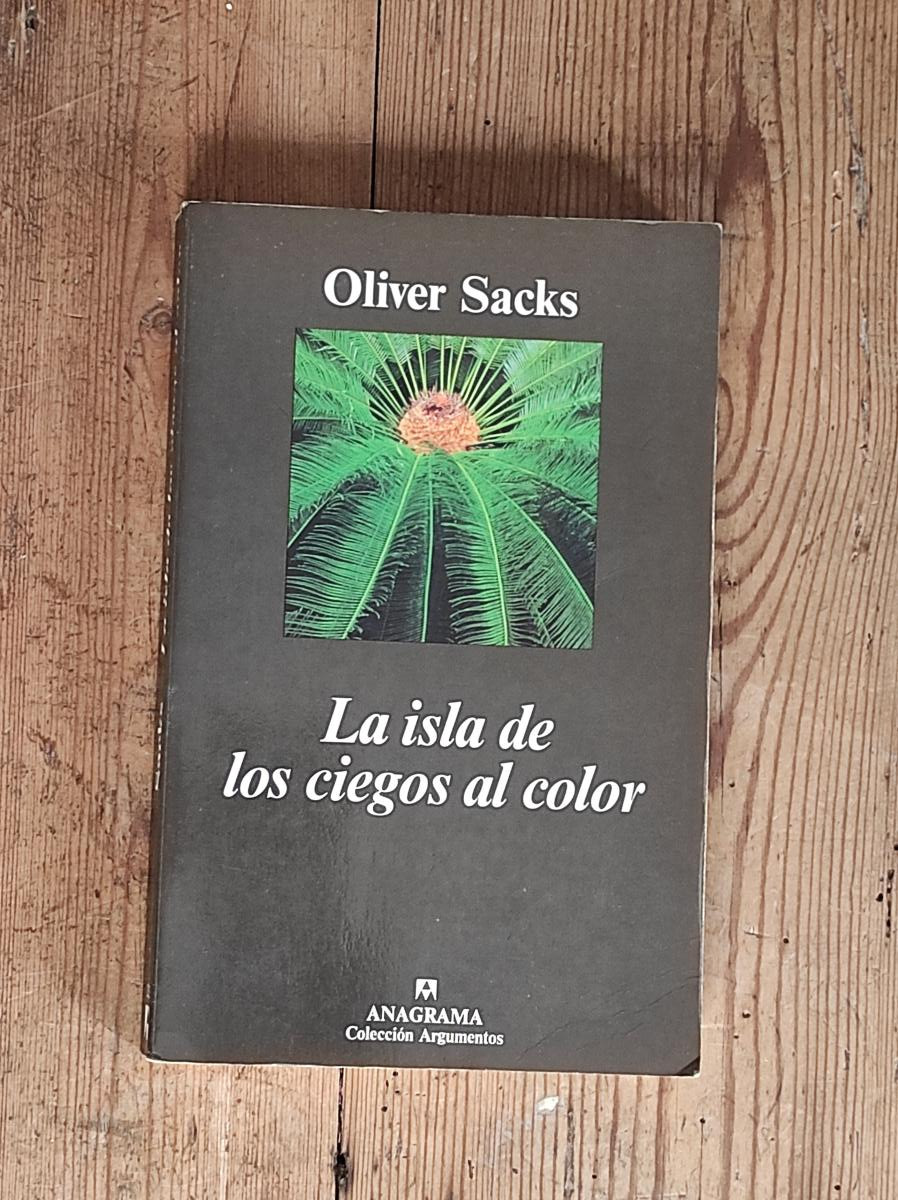 Oliver Sacks
La isla de
los ciegos al color
ANAGRAMA
Colección Argumentos